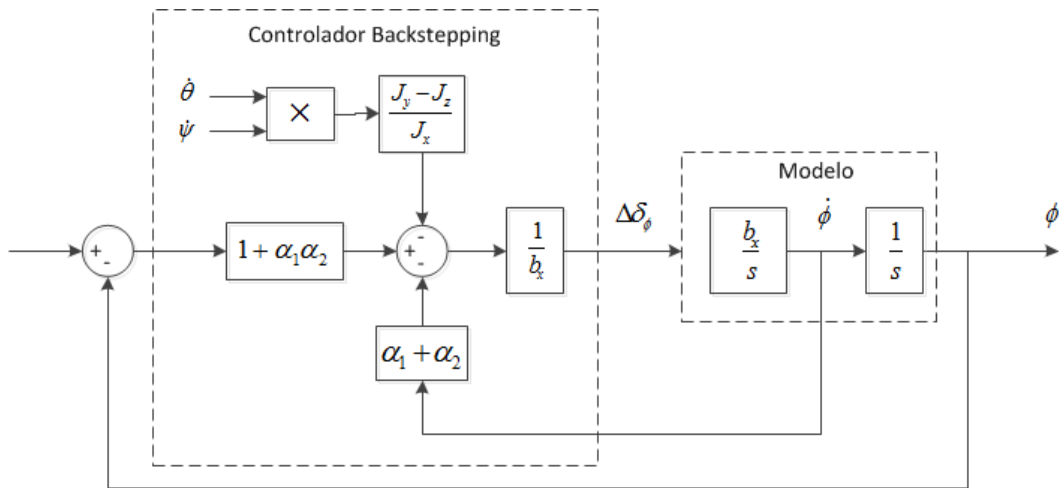 Controlador Backstepping
θ̇
ψ̇
×
J_y − J_z
J_x
Modelo
+
-
1 + α₁α₂
+
-
-
1
b_x
Δδ_ϕ
b_x
s
ϕ̇
1
s
ϕ
α₁ + α₂